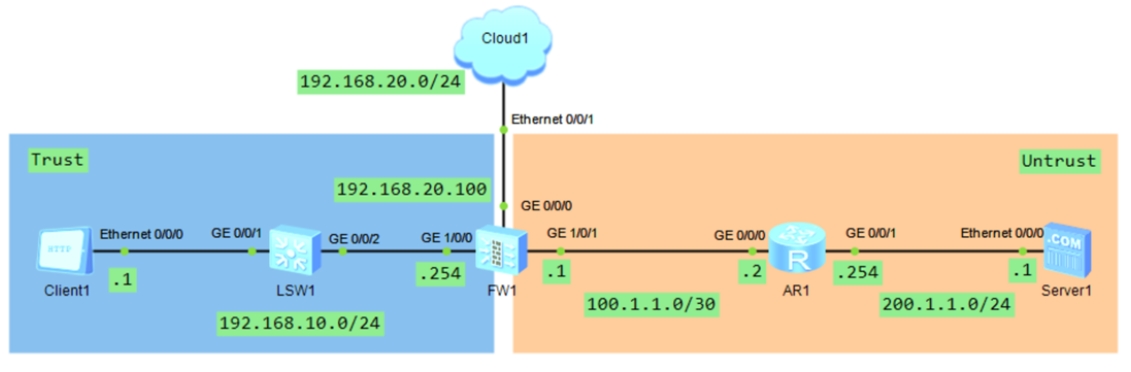 Cloud1
192.168.20.0/24
Ethernet 0/0/1
Trust
Untrust
192.168.20.100
GE 0/0/0
Ethernet 0/0/0
GE 0/0/1
GE 0/0/2
GE 1/0/0
GE 1/0/1
GE 0/0/0
GE 0/0/1
Ethernet 0/0/0
HTTP
.COM
R
.1
.254
.1
.2
.254
.1
Client1
LSW1
FW1
AR1
Server1
192.168.10.0/24
100.1.1.0/30
200.1.1.0/24